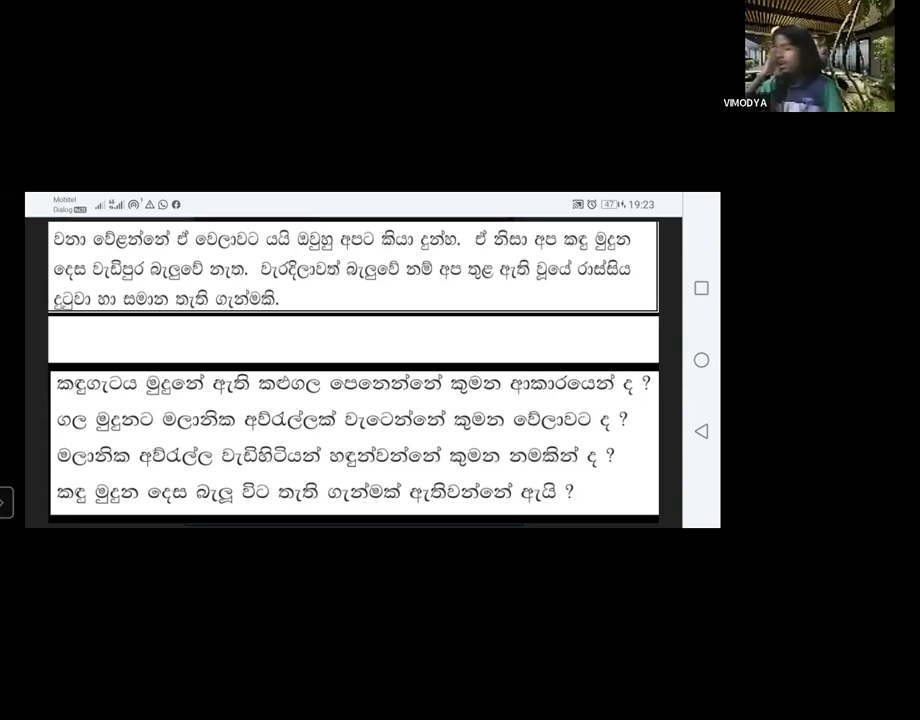 VIMODYA
Mobitel
Dialog VoLTE
47 19:23
වනා වේළන්නේ ඒ වෙලාවට යයි ඔවුහු අපට කියා දුන්හ. ඒ නිසා අප කඳු මුදුන
දෙස වැඩිපුර බැලුවේ නැත. වැරදිලාවත් බැලුවේ නම් අප තුළ ඇති වූයේ රාස්සිය
දුටුවා හා සමාන තැති ගැන්මකි.
කඳුගැටය මුදුනේ ඇති කළුගල පෙනෙන්නේ කුමන ආකාරයෙන් ද ?
ගල මුදුනට මලානික අව්රැල්ලක් වැටෙන්නේ කුමන වේලාවට ද ?
මලානික අව්රැල්ල වැඩිහිටියන් හඳුන්වන්නේ කුමන නමකින් ද ?
කඳු මුදුන දෙස බැලූ විට තැති ගැන්මක් ඇතිවන්නේ ඇයි ?